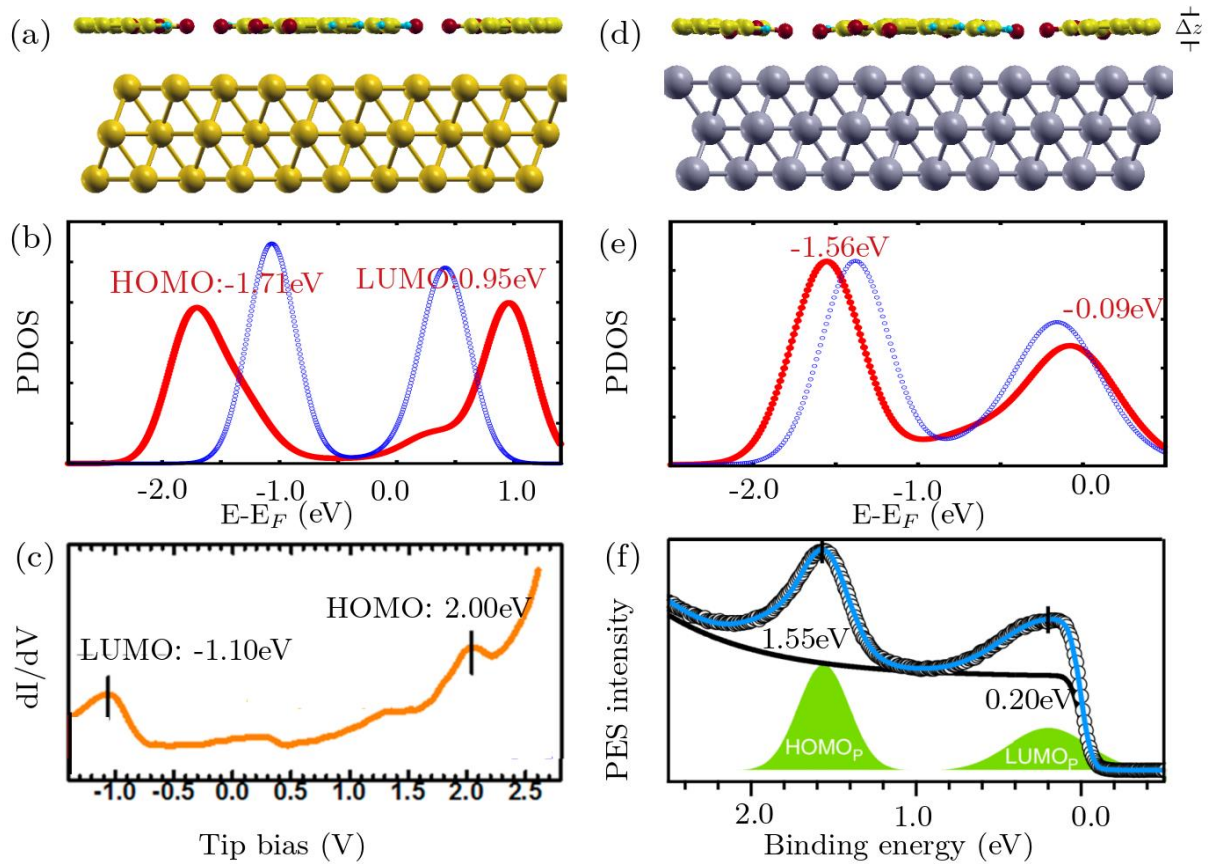 (a)
(d)
Δz
(b)
HOMO:-1.71eV
LUMO:0.95eV
PDOS
-2.0 -1.0 0.0 1.0
E-E_F (eV)
(e)
-1.56eV
-0.09eV
PDOS
-2.0 -1.0 0.0
E-E_F (eV)
(c)
HOMO: 2.00eV
LUMO: -1.10eV
dI/dV
-1.0 -0.5 0.0 0.5 1.0 1.5 2.0 2.5
Tip bias (V)
(f)
1.55eV
0.20eV
HOMO_P
LUMO_P
PES intensity
2.0 1.0 0.0
Binding energy (eV)